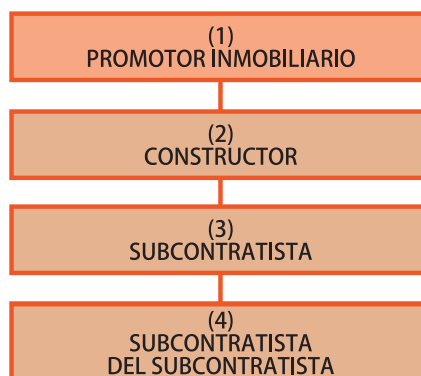 (1)
PROMOTOR INMOBILIARIO
(2)
CONSTRUCTOR
(3)
SUBCONTRATISTA
(4)
SUBCONTRATISTA
DEL SUBCONTRATISTA